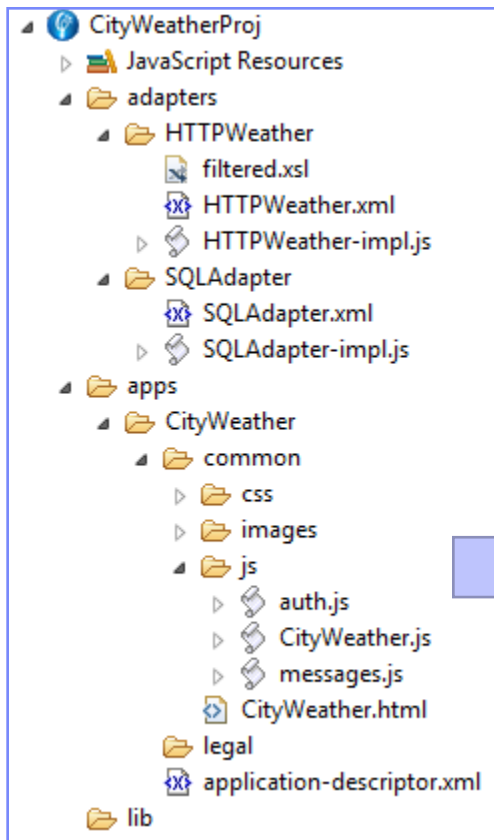 CityWeatherProj
JavaScript Resources
adapters
HTTPWeather
filtered.xsl
HTTPWeather.xml
HTTPWeather-impl.js
SQLAdapter
SQLAdapter.xml
SQLAdapter-impl.js
apps
CityWeather
common
css
images
js
auth.js
CityWeather.js
messages.js
CityWeather.html
legal
application-descriptor.xml
lib